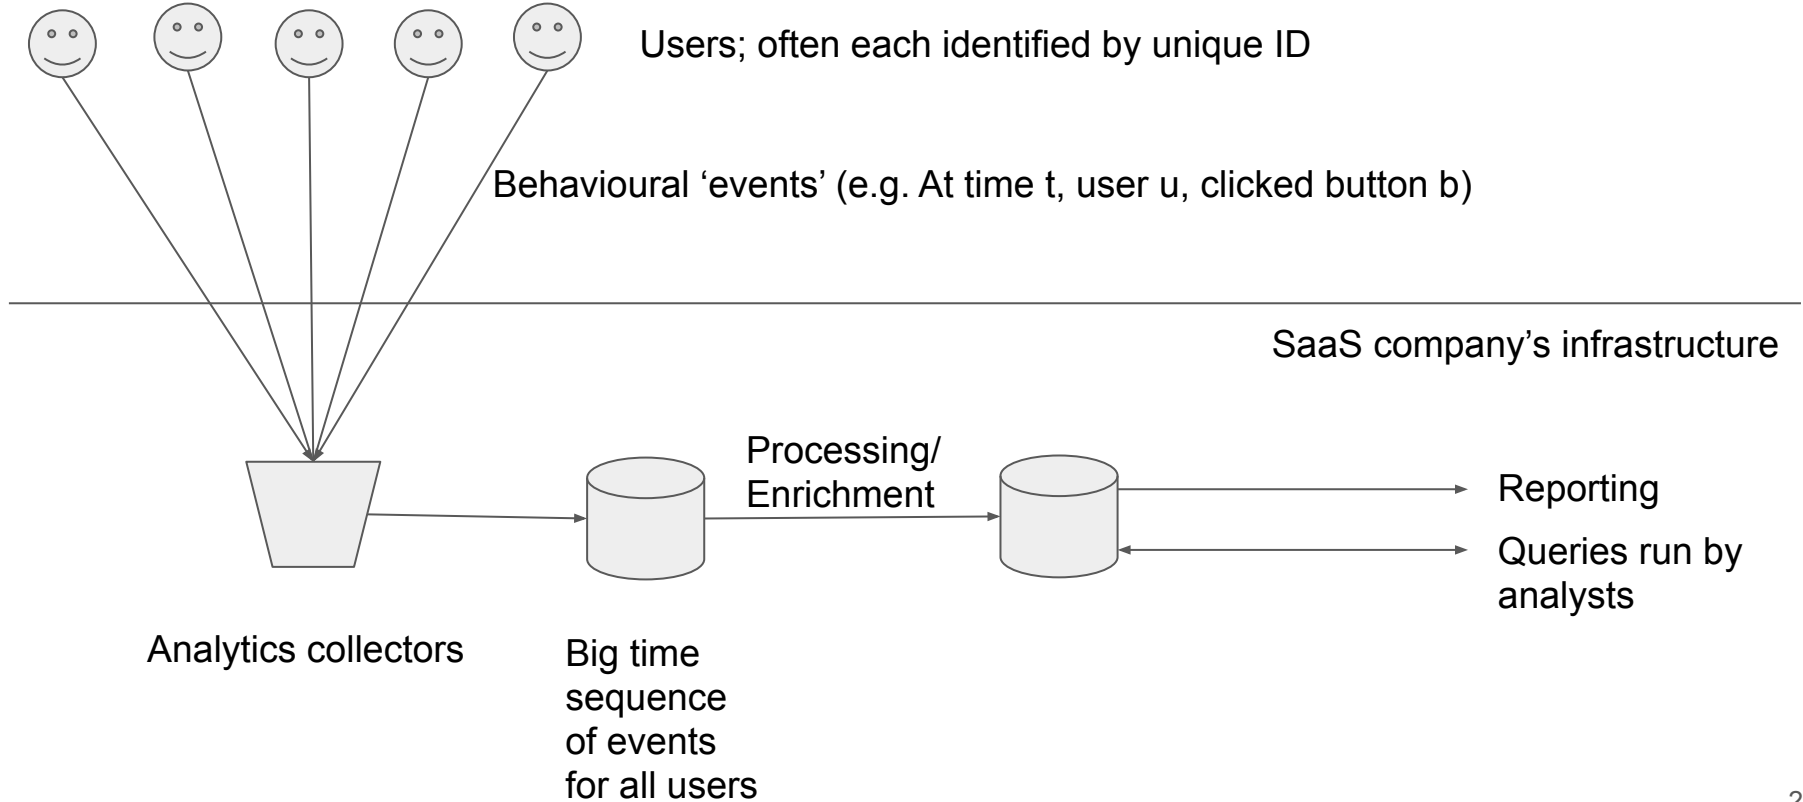 Users; often each identified by unique ID
Behavioural ‘events’ (e.g. At time t, user u, clicked button b)
SaaS company’s infrastructure
Processing/
Enrichment
Reporting
Queries run by
analysts
Analytics collectors
Big time
sequence
of events
for all users
2